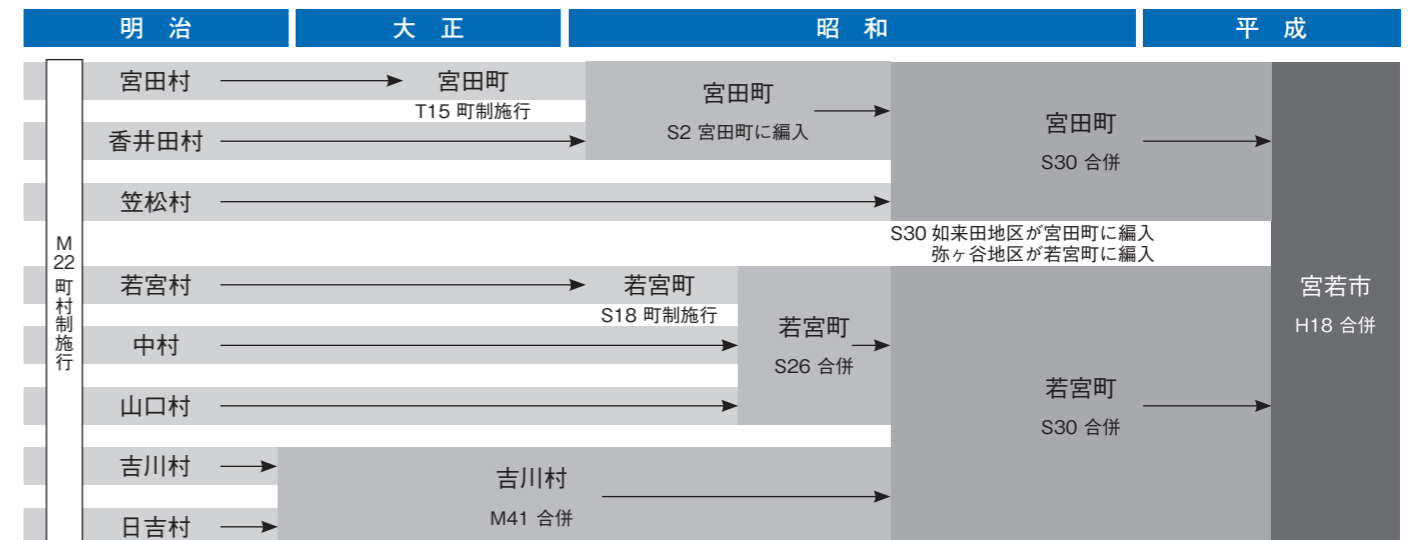 明治
大正
昭和
平成
M22町村制施行
宮田村
宮田町
T15 町制施行
香井田村
宮田町
S2 宮田町に編入
笠松村
宮田町
S30 合併
S30 如来田地区が宮田町に編入
弥ヶ谷地区が若宮町に編入
若宮村
若宮町
S18 町制施行
中村
山口村
若宮町
S26 合併
吉川村
日吉村
吉川村
M41 合併
若宮町
S30 合併
宮若市
H18 合併